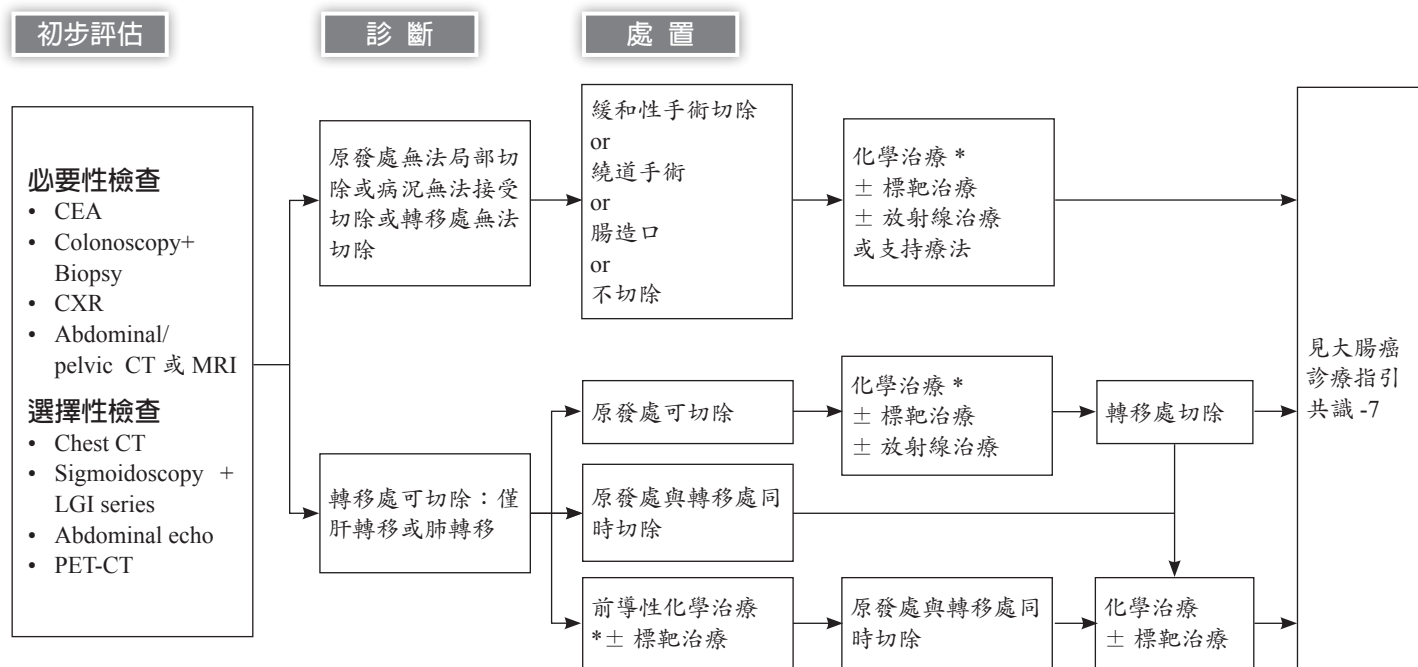 初步評估
診 斷
處 置
必要性檢查
• CEA
• Colonoscopy+
Biopsy
• CXR
• Abdominal/
pelvic CT 或 MRI
選擇性檢查
• Chest CT
• Sigmoidoscopy +
LGI series
• Abdominal echo
• PET-CT
原發處無法局部切
除或病況無法接受
切除或轉移處無法
切除
緩和性手術切除
or
繞道手術
or
腸造口
or
不切除
化學治療 *
± 標靶治療
± 放射線治療
或支持療法
轉移處可切除：僅
肝轉移或肺轉移
原發處可切除
化學治療 *
± 標靶治療
± 放射線治療
轉移處切除
原發處與轉移處同
時切除
前導性化學治療
*± 標靶治療
原發處與轉移處同
時切除
化學治療
± 標靶治療
見大腸癌
診療指引
共識 -7